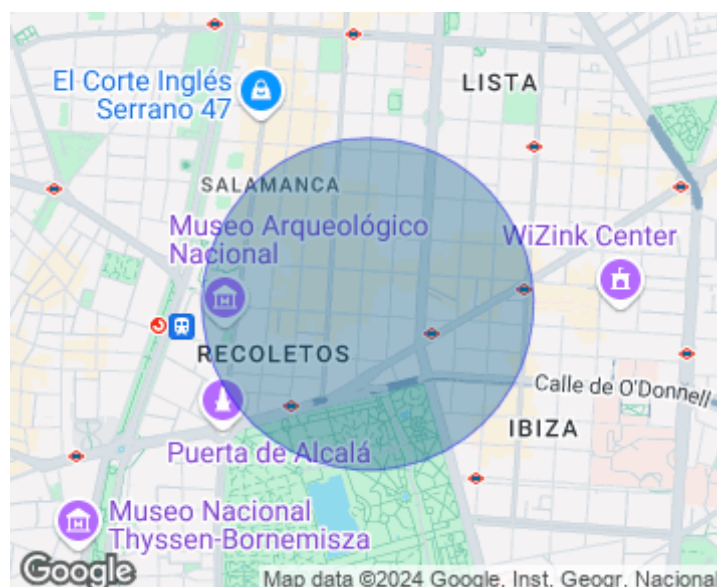 El Corte Inglés
Serrano 47
LISTA
SALAMANCA
Museo Arqueológico
Nacional
WiZink Center
RECOLETOS
Calle de O'Donnell
Puerta de Alcalá
IBIZA
Museo Nacional
Thyssen-Bornemisza
Google
Map data ©2024 Google, Inst. Geogr. Nacional